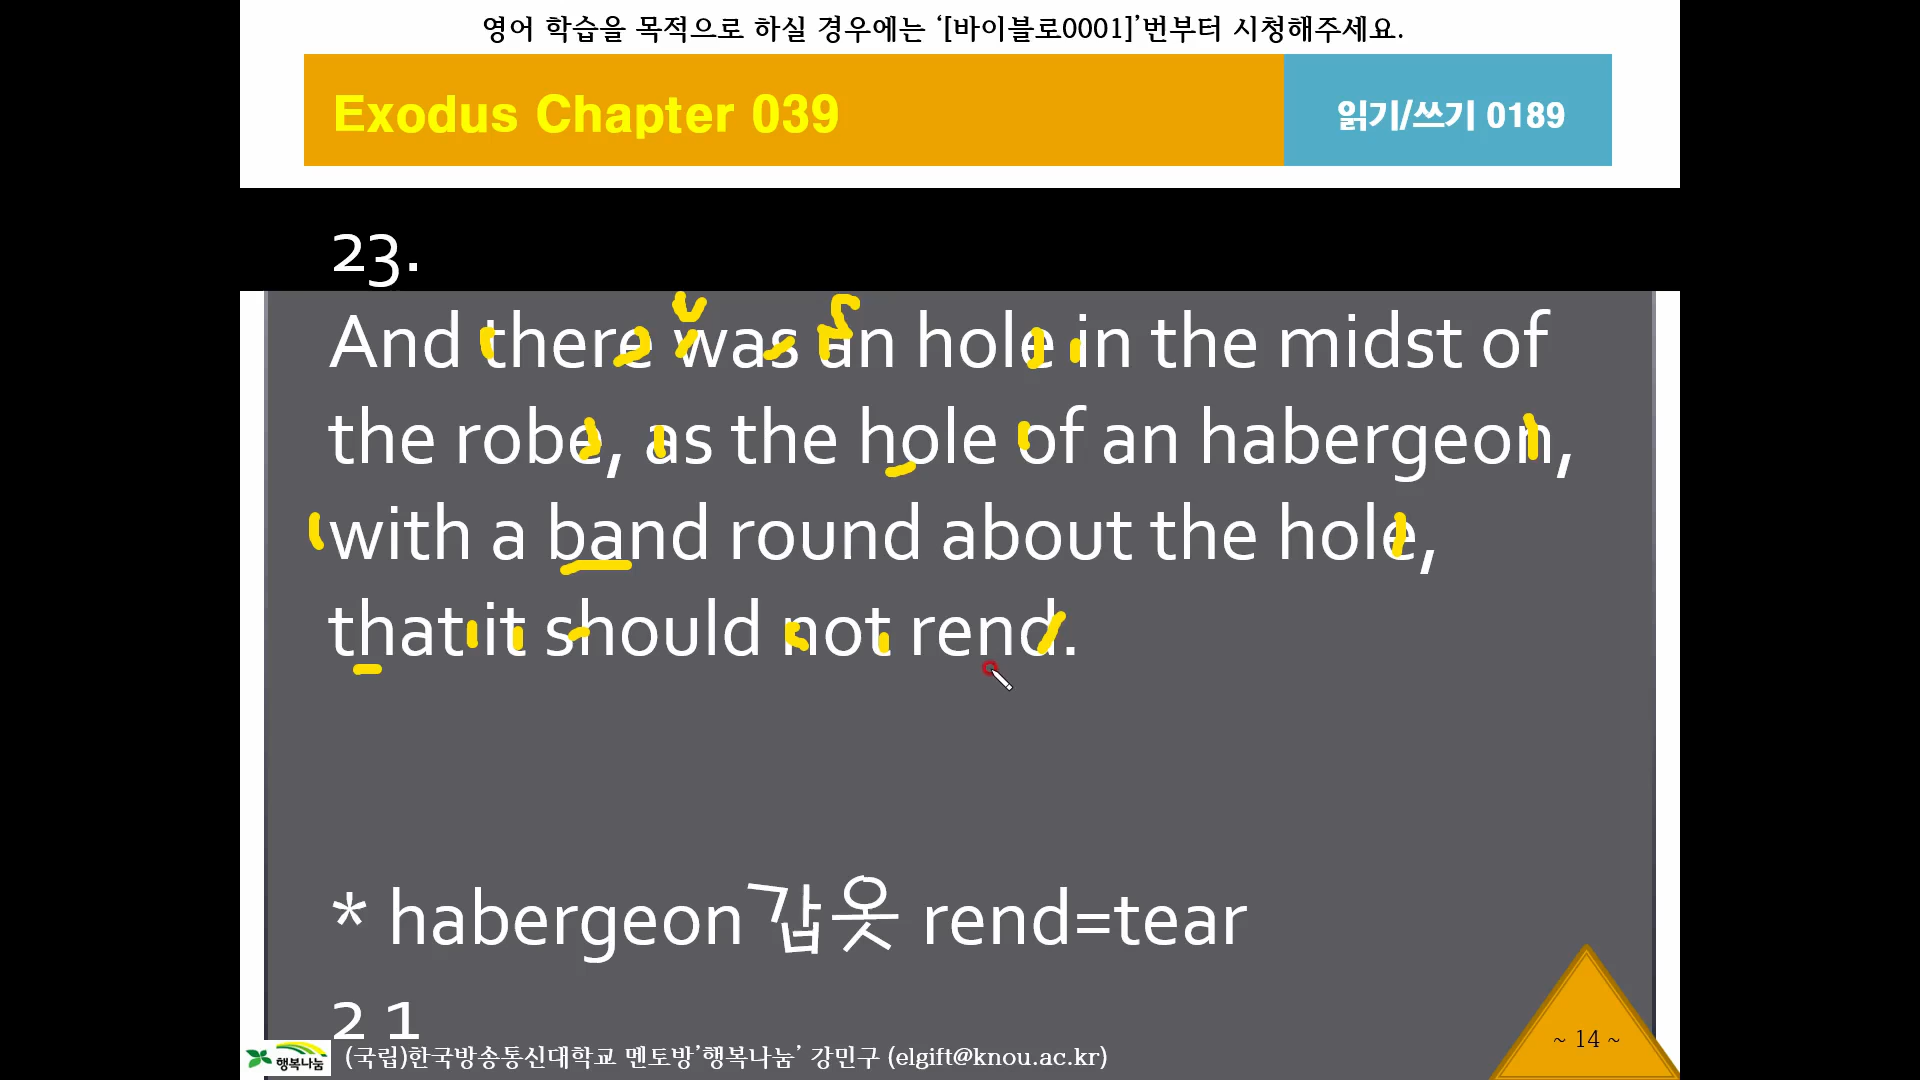 영어 학습을 목적으로 하실 경우에는 ‘[바이블로0001]’번부터 시청해주세요.
Exodus Chapter 039
읽기/쓰기 0189
23.
And there was an hole in the midst of
the robe, as the hole of an habergeon,
with a band round about the hole,
that it should not rend.
* habergeon갑옷 rend=tear
2 1
~ 14 ~
행복나눔
(국립)한국방송통신대학교 멘토방’행복나눔’ 강민구 (elgift@knou.ac.kr)